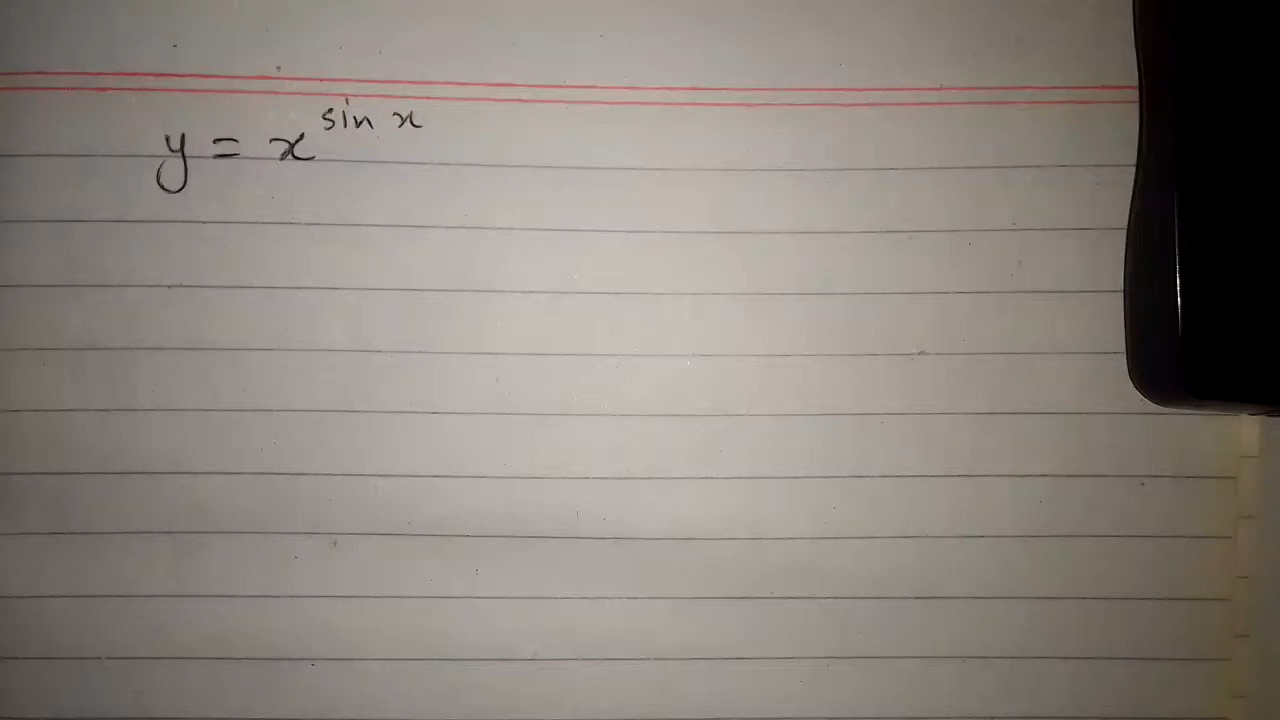 y = x^{sin x}